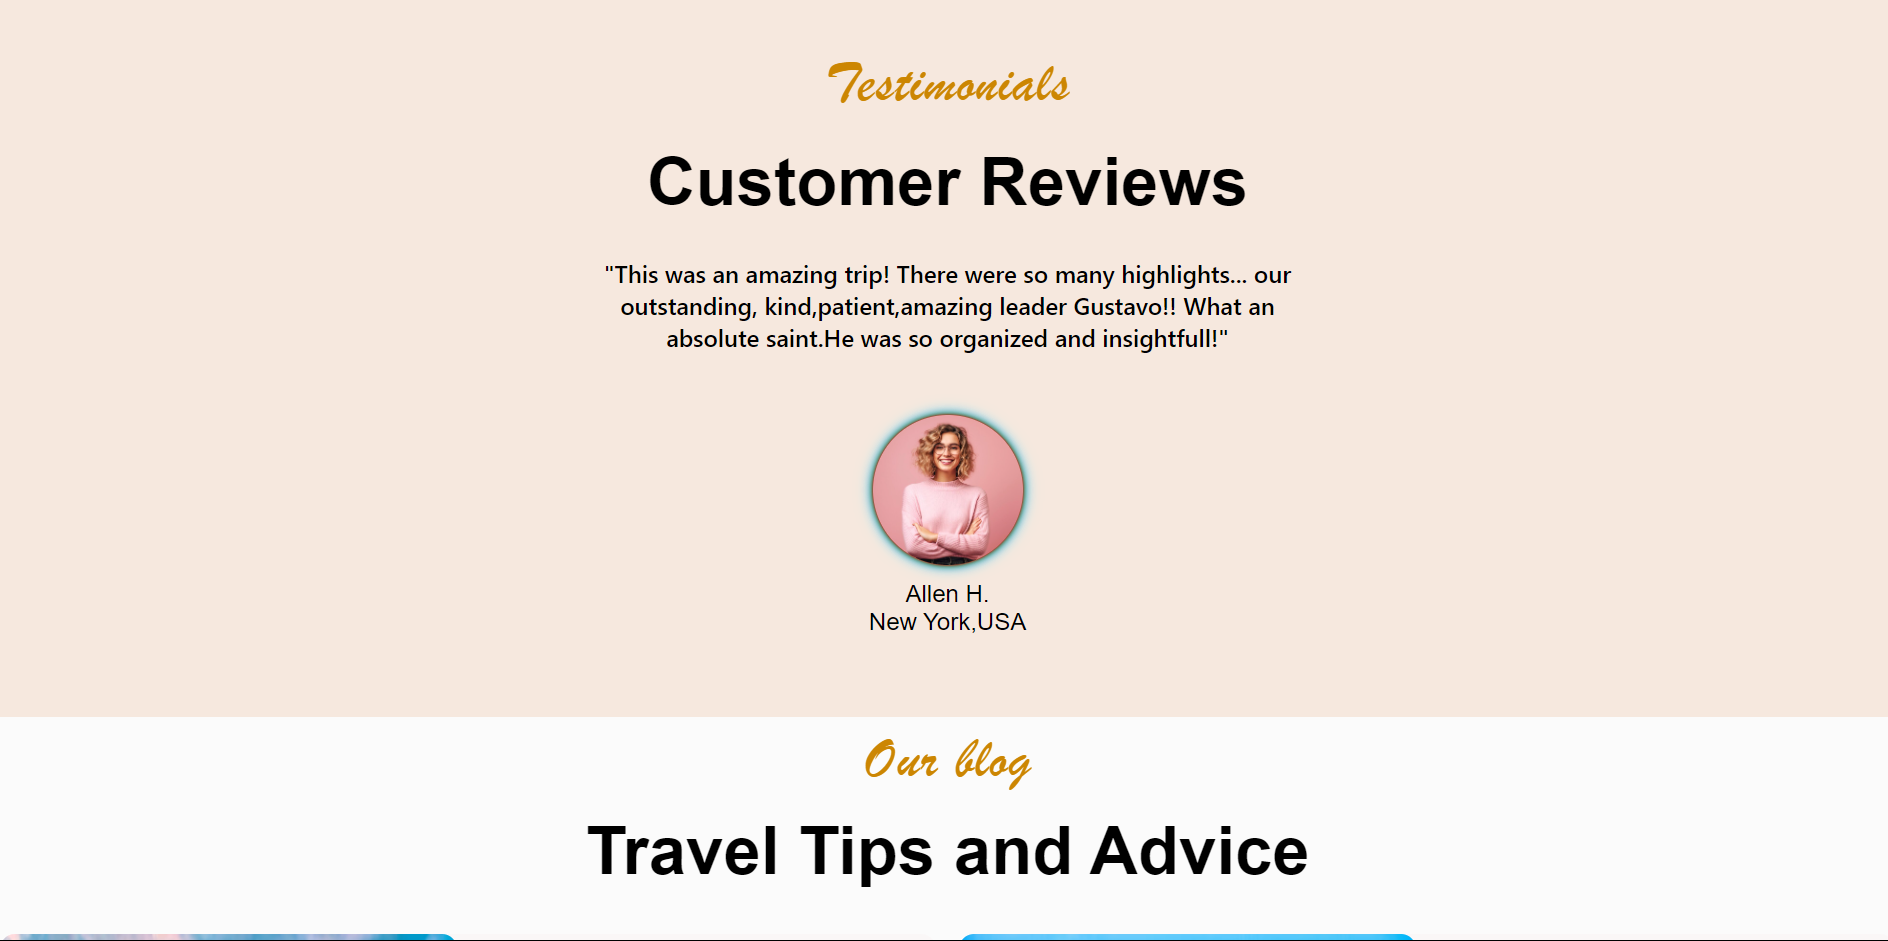 Testimonials
Customer Reviews
"This was an amazing trip! There were so many highlights... our
outstanding, kind,patient,amazing leader Gustavo!! What an
absolute saint.He was so organized and insightfull!"
Allen H.
New York,USA
Our blog
Travel Tips and Advice